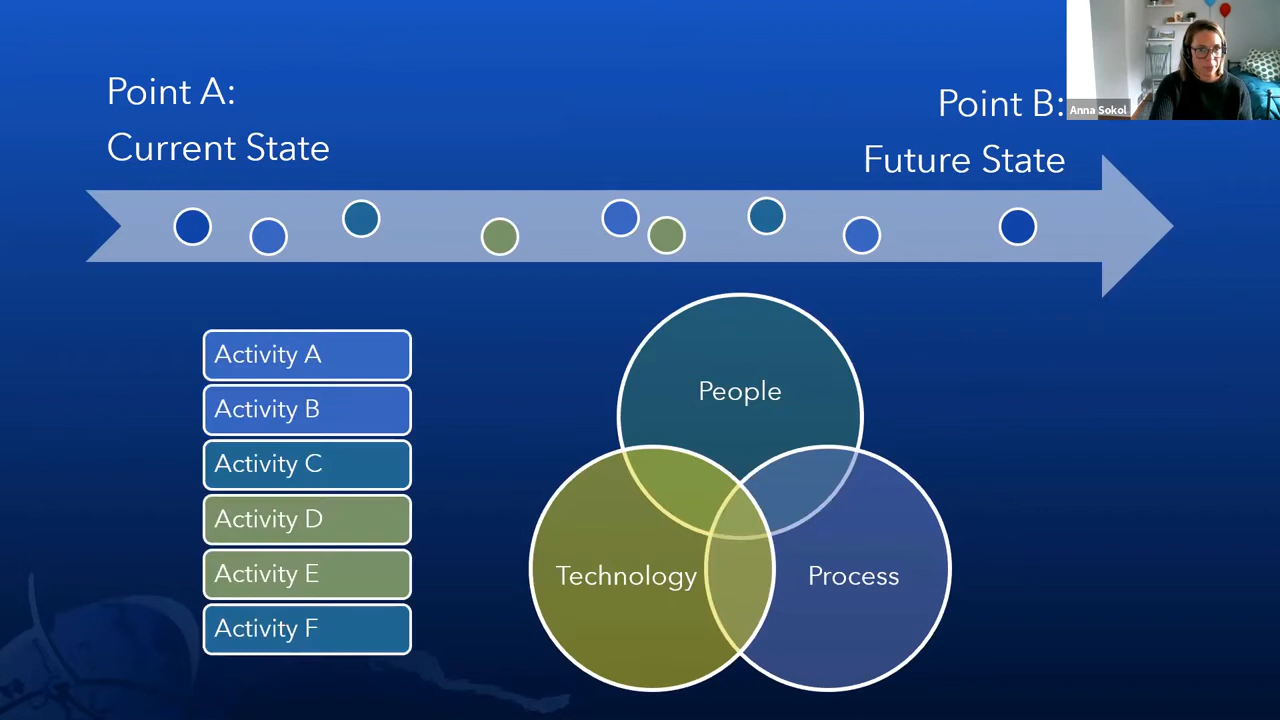 Point A:
Current State
Point B:
Future State
Anna Sokol
Activity A
Activity B
Activity C
Activity D
Activity E
Activity F
People
Technology
Process